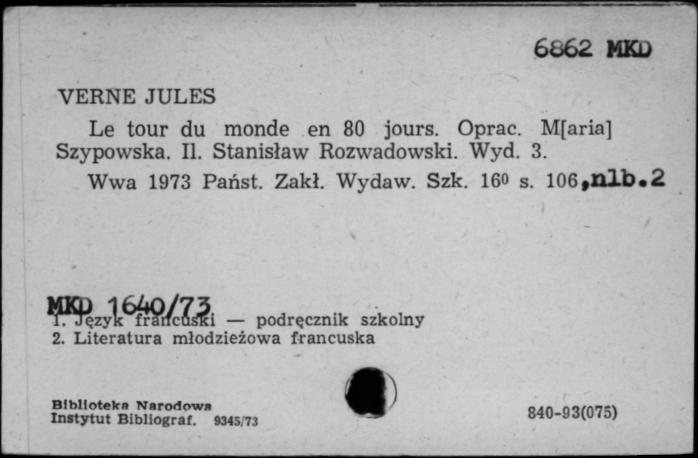 6862 MKD
VERNE JULES
Le tour du monde en 80 jours. Oprac. M[aria]
Szypowska. Il. Stanisław Rozwadowski. Wyd. 3.
Wwa 1973 Państ. Zakł. Wydaw. Szk. 16⁰ s. 106,nlb.2
MKD 1640/73
1. Język francuski — podręcznik szkolny
2. Literatura młodzieżowa francuska
Biblioteka Narodowa
Instytut Bibliograf. 9345/73
840-93(075)